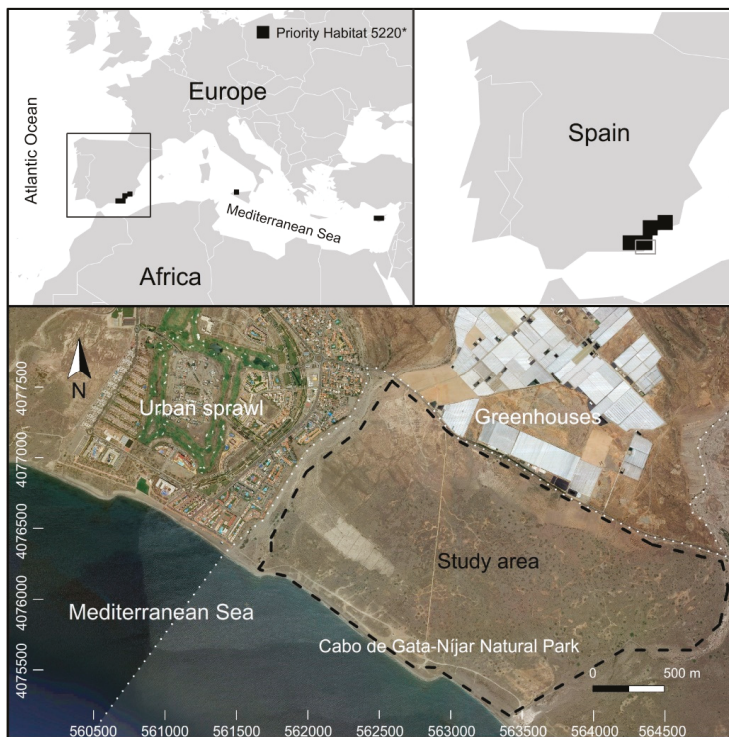 Priority Habitat 5220*
Europe
Atlantic Ocean
Mediterranean Sea
Africa
Spain
N
Urban sprawl
Greenhouses
Study area
Mediterranean Sea
Cabo de Gata-Níjar Natural Park
0 500 m
4077500
4077000
4076500
4076000
4075500
560500 561000 561500 562000 562500 563000 563500 564000 564500